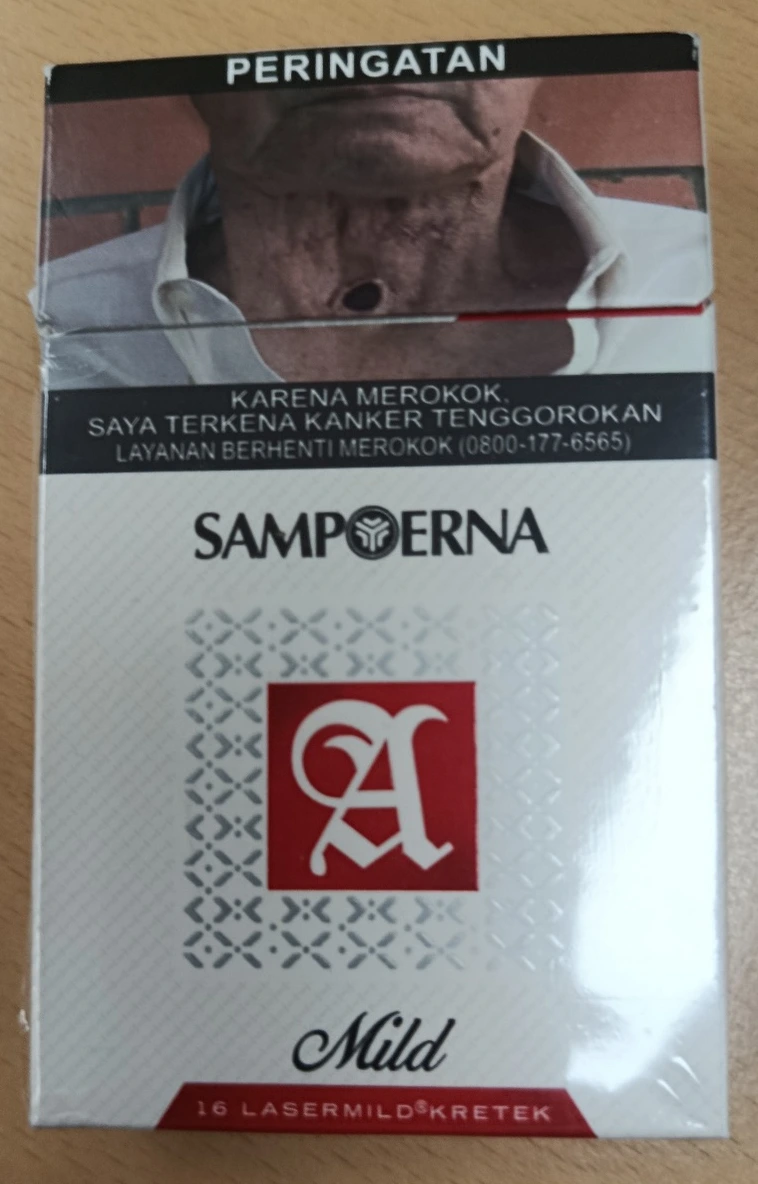 PERINGATAN
KARENA MEROKOK,
SAYA TERKENA KANKER TENGGOROKAN
LAYANAN BERHENTI MEROKOK (0800-177-6565)
SAMPOERNA
A
Mild
16 LASERMILD®KRETEK